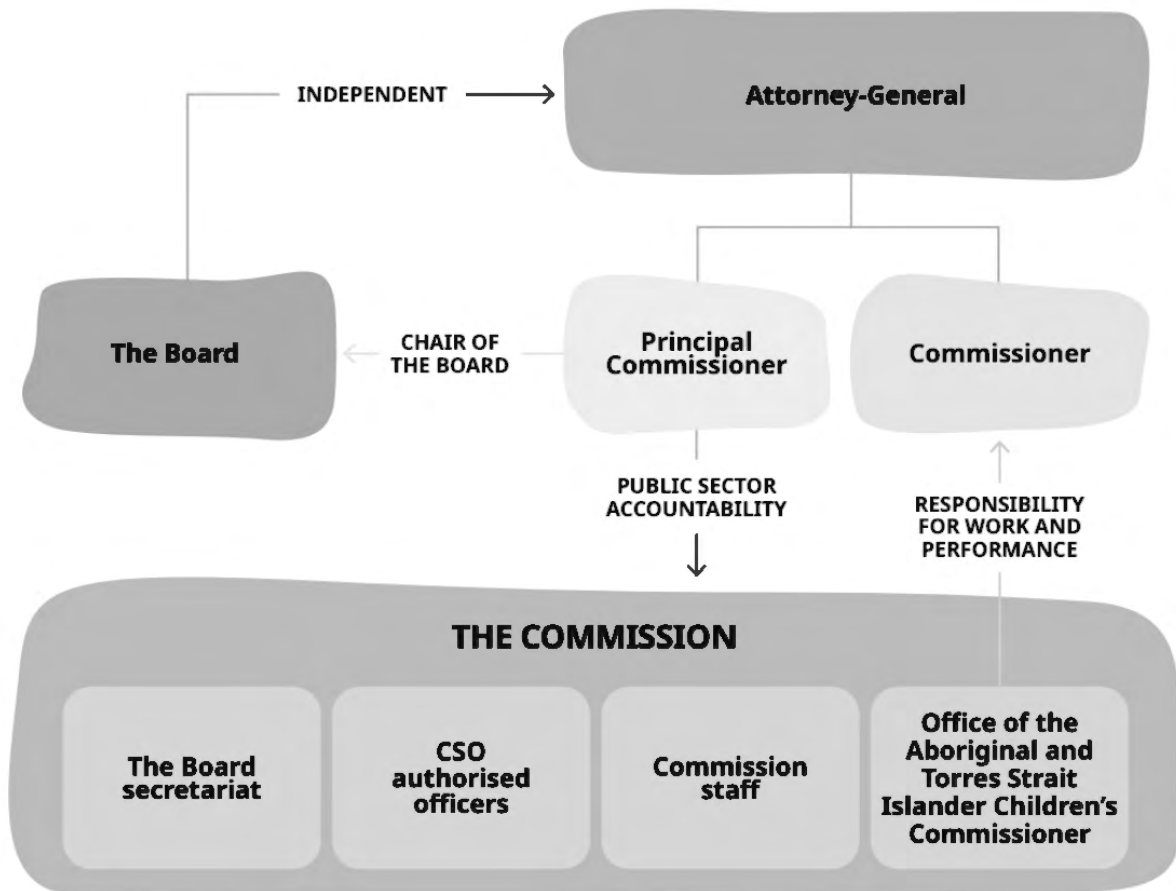 INDEPENDENT
Attorney-General
The Board
CHAIR OF
THE BOARD
Principal
Commissioner
Commissioner
PUBLIC SECTOR
ACCOUNTABILITY
RESPONSIBILITY
FOR WORK AND
PERFORMANCE
THE COMMISSION
The Board
secretariat
CSO
authorised
officers
Commission
staff
Office of the
Aboriginal and
Torres Strait
Islander Children’s
Commissioner